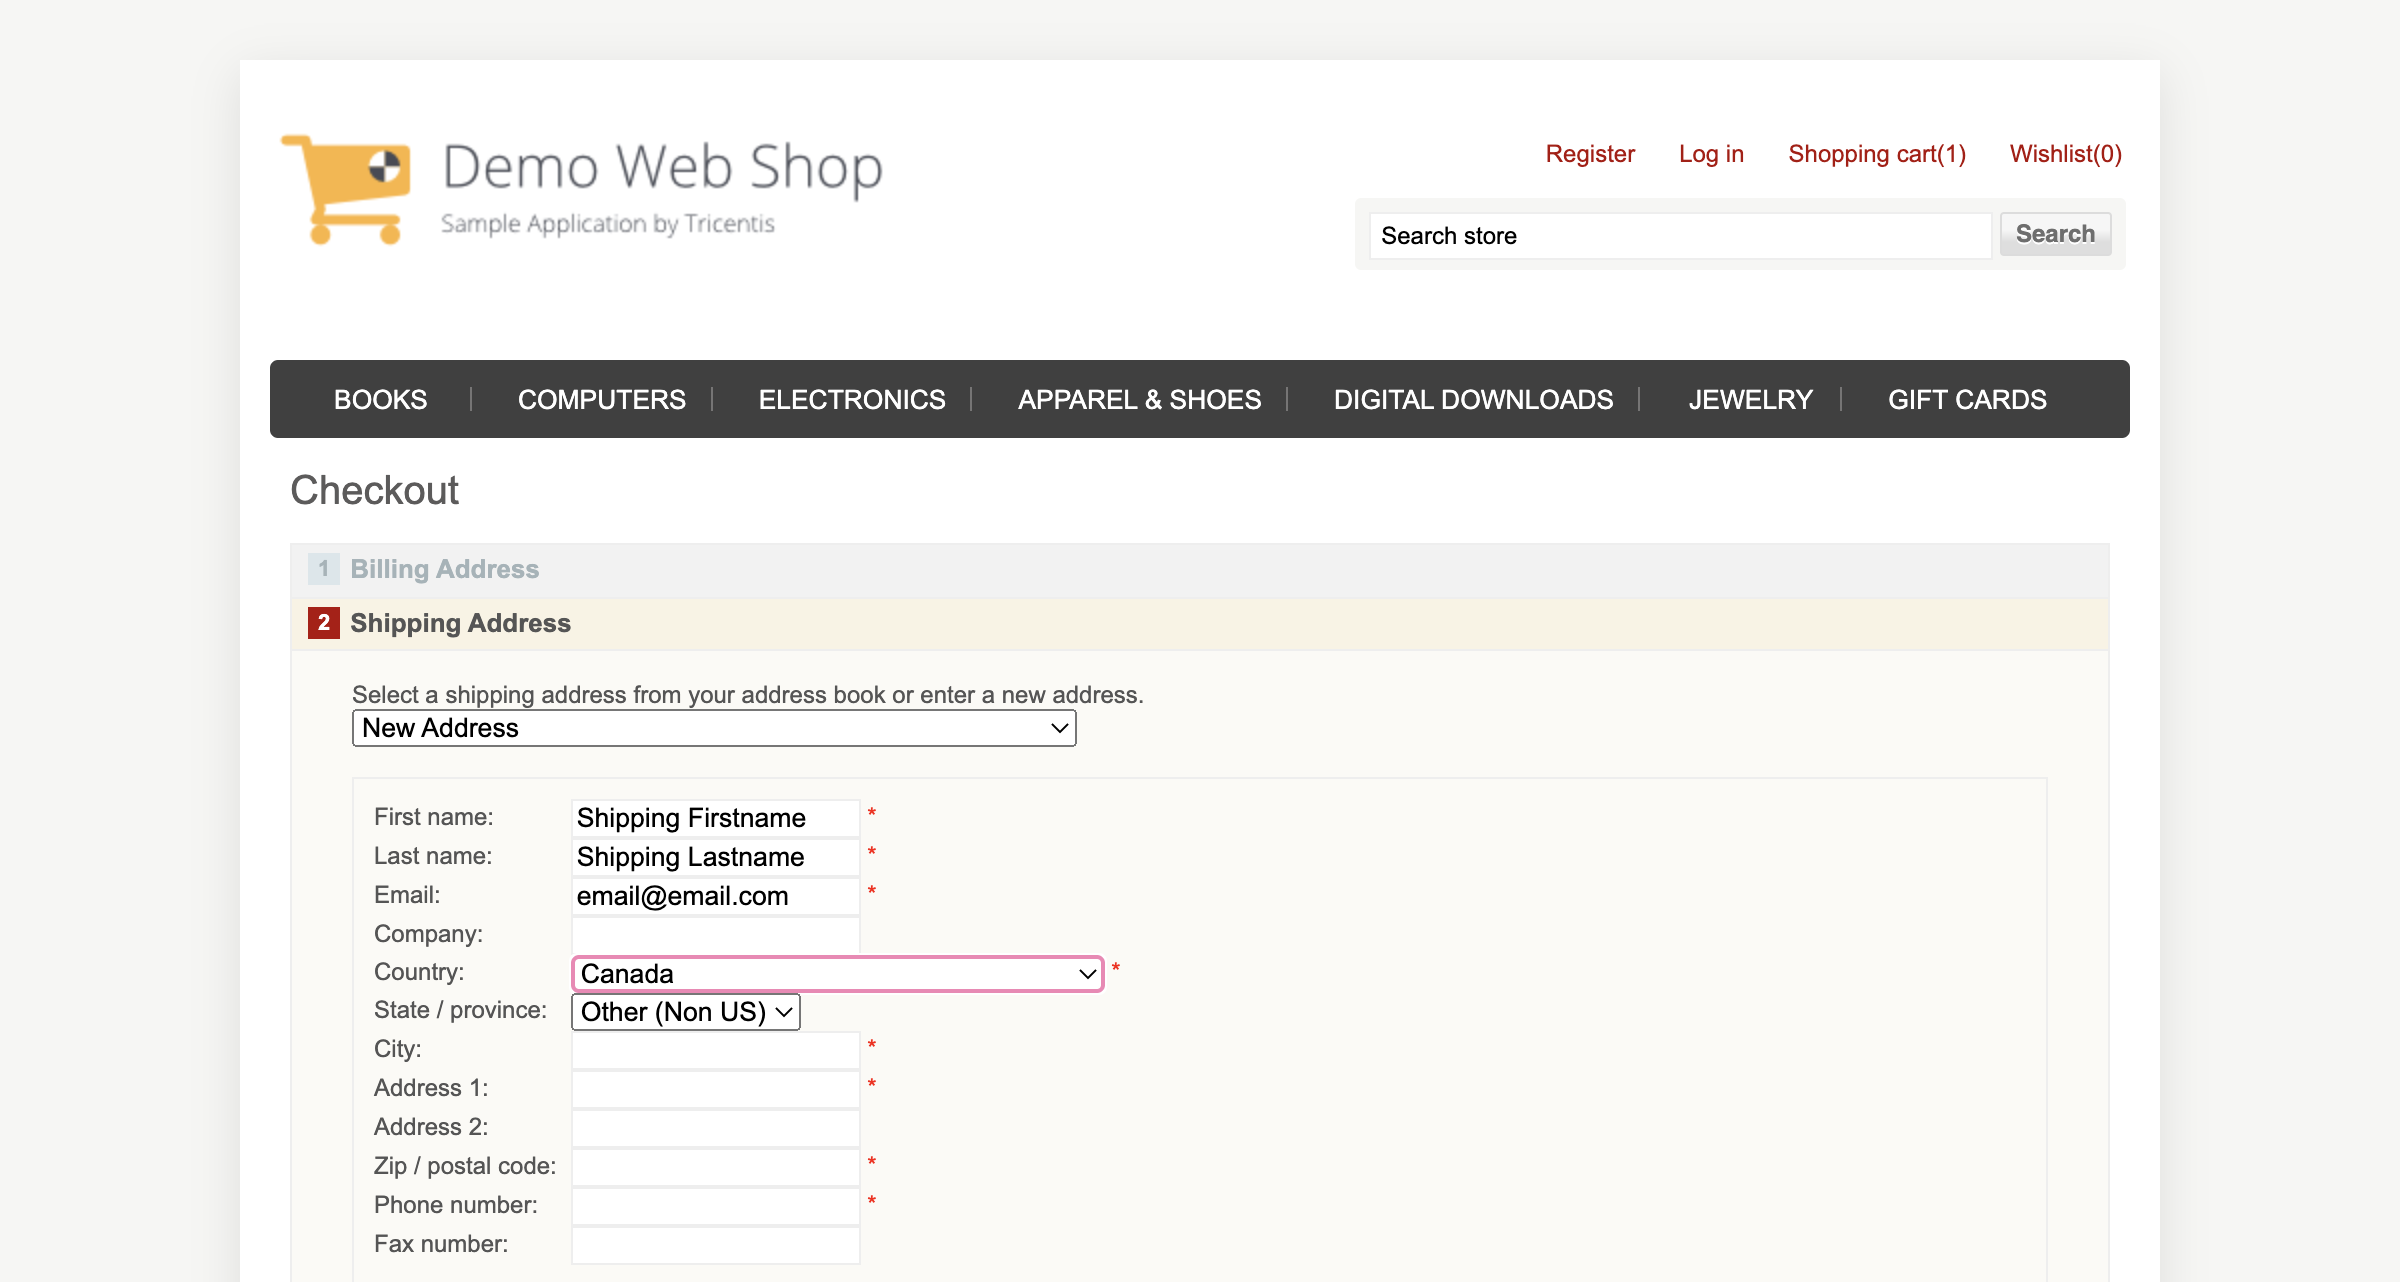 Demo Web Shop
Sample Application by Tricentis
Register Log in Shopping cart(1) Wishlist(0)
Search store Search
BOOKS COMPUTERS ELECTRONICS APPAREL & SHOES DIGITAL DOWNLOADS JEWELRY GIFT CARDS
Checkout
1 Billing Address
2 Shipping Address
Select a shipping address from your address book or enter a new address.
New Address
First name: Shipping Firstname *
Last name: Shipping Lastname *
Email: email@email.com *
Company:
Country: Canada *
State / province: Other (Non US)
City: *
Address 1: *
Address 2:
Zip / postal code: *
Phone number: *
Fax number: